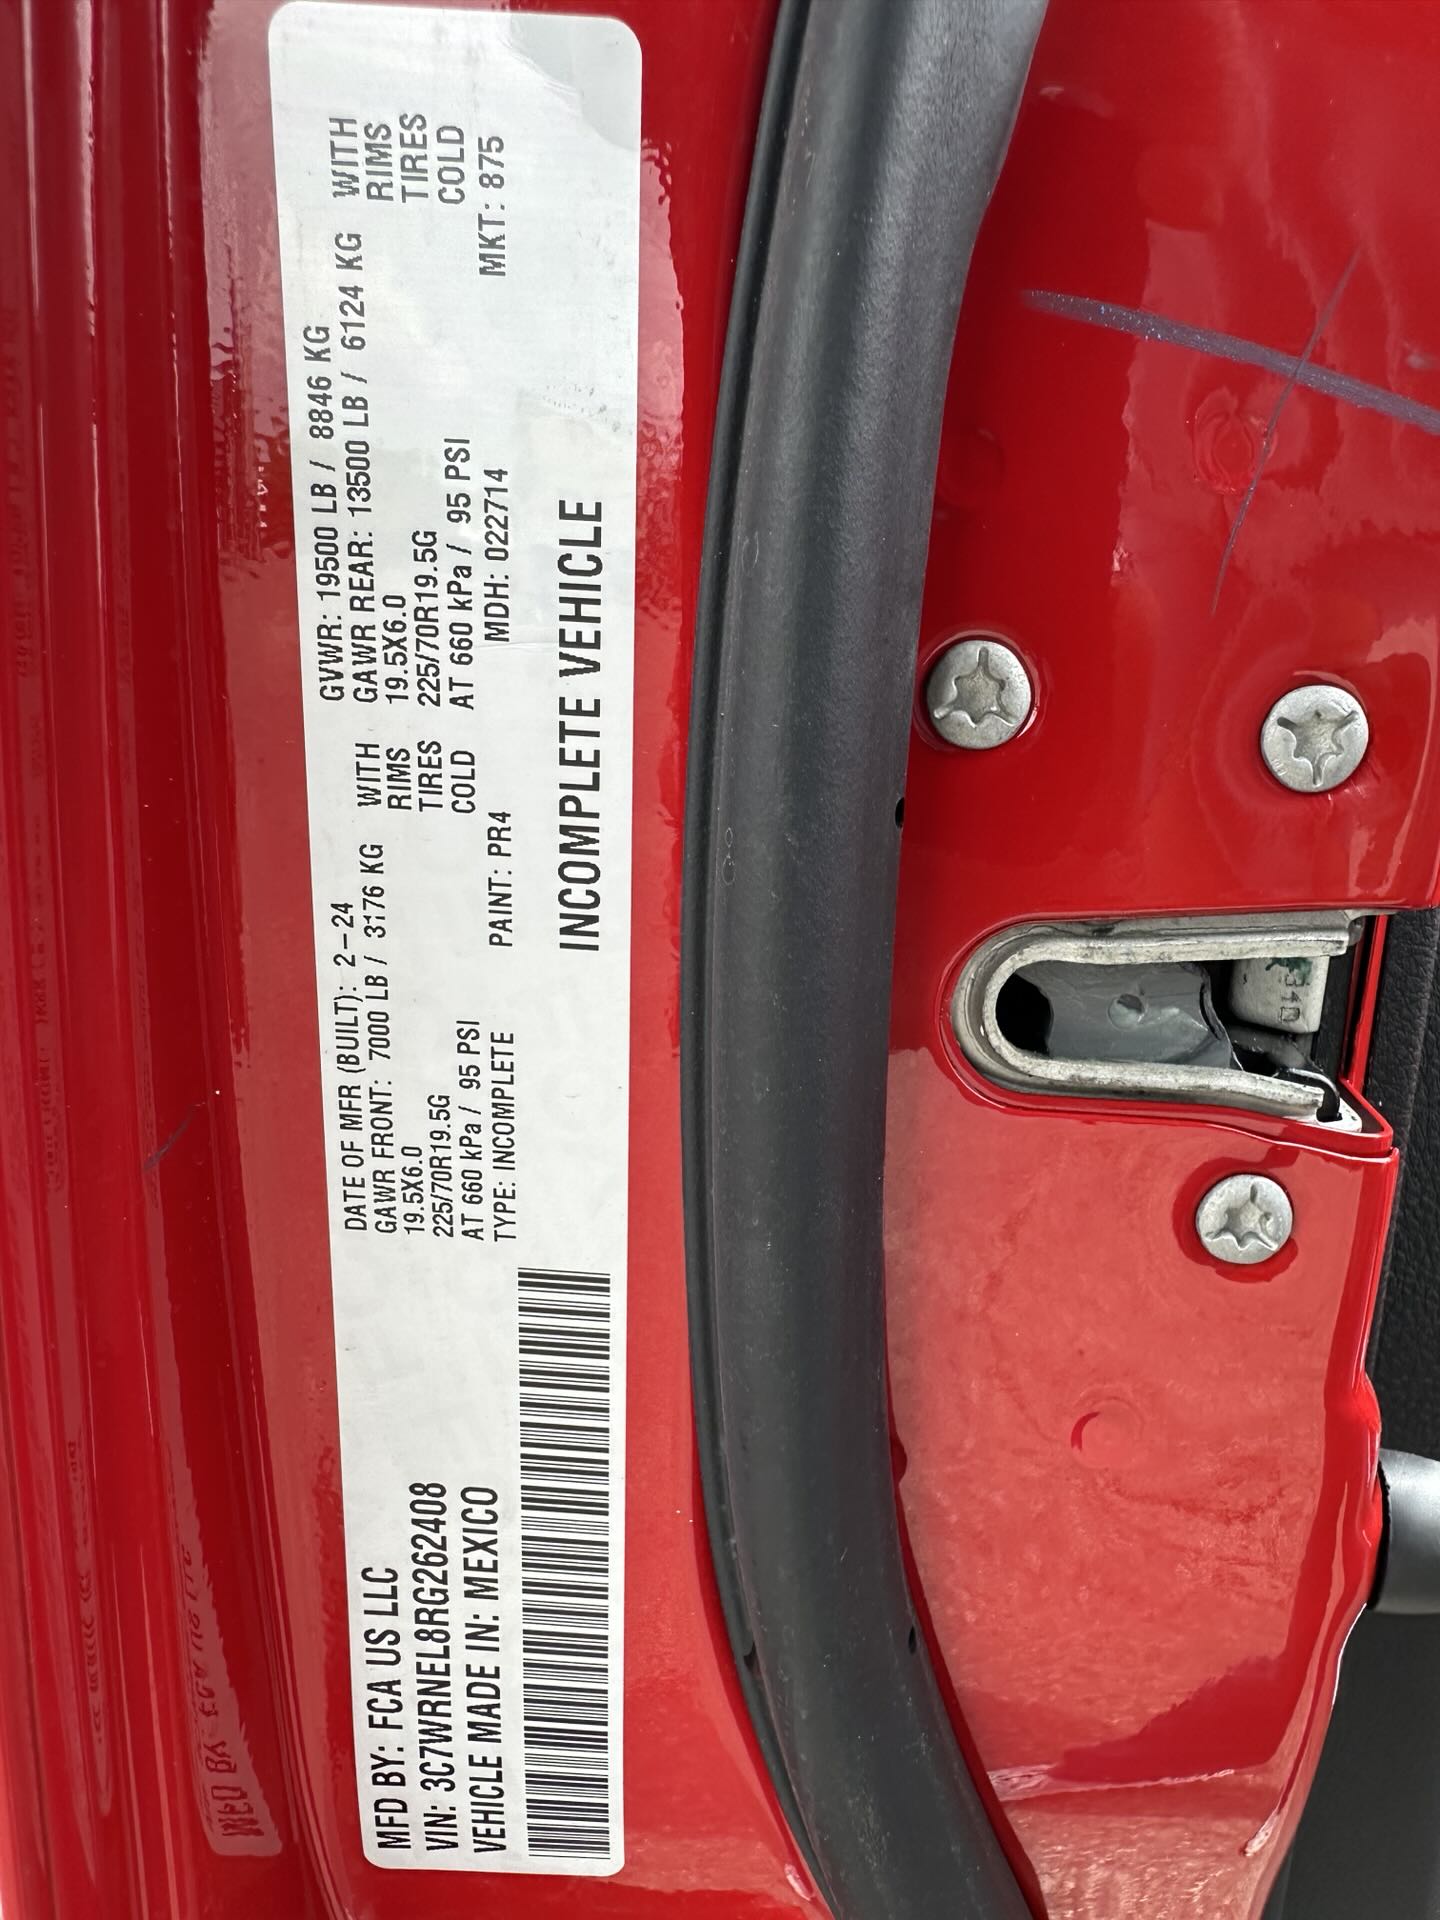 MFD BY: FCA US LLC
VIN: 3C7WRNEL8RG262408
VEHICLE MADE IN: MEXICO
DATE OF MFR (BUILT): 2-24
GAWR FRONT: 7000 LB / 3176 KG WITH
19.5X6.0 RIMS
225/70R19.5G TIRES
AT 660 kPa / 95 PSI COLD
TYPE: INCOMPLETE PAINT: PR4
GVWR: 19500 LB / 8846 KG
GAWR REAR: 13500 LB / 6124 KG WITH
19.5X6.0 RIMS
225/70R19.5G TIRES
AT 660 kPa / 95 PSI COLD
MDH: 022714 MKT: 875
INCOMPLETE VEHICLE